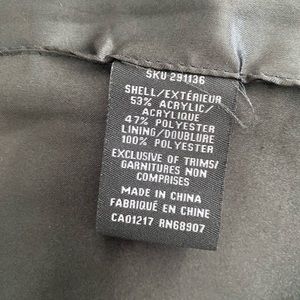 SKU 291136
SHELL/EXTÉRIEUR
53% ACRYLIC/
ACRYLIQUE
47% POLYESTER
LINING/DOUBLURE
100% POLYESTER
EXCLUSIVE OF TRIMS/
GARNITURES NON
COMPRISES
MADE IN CHINA
FABRIQUÉ EN CHINE
CA01217 RN68907